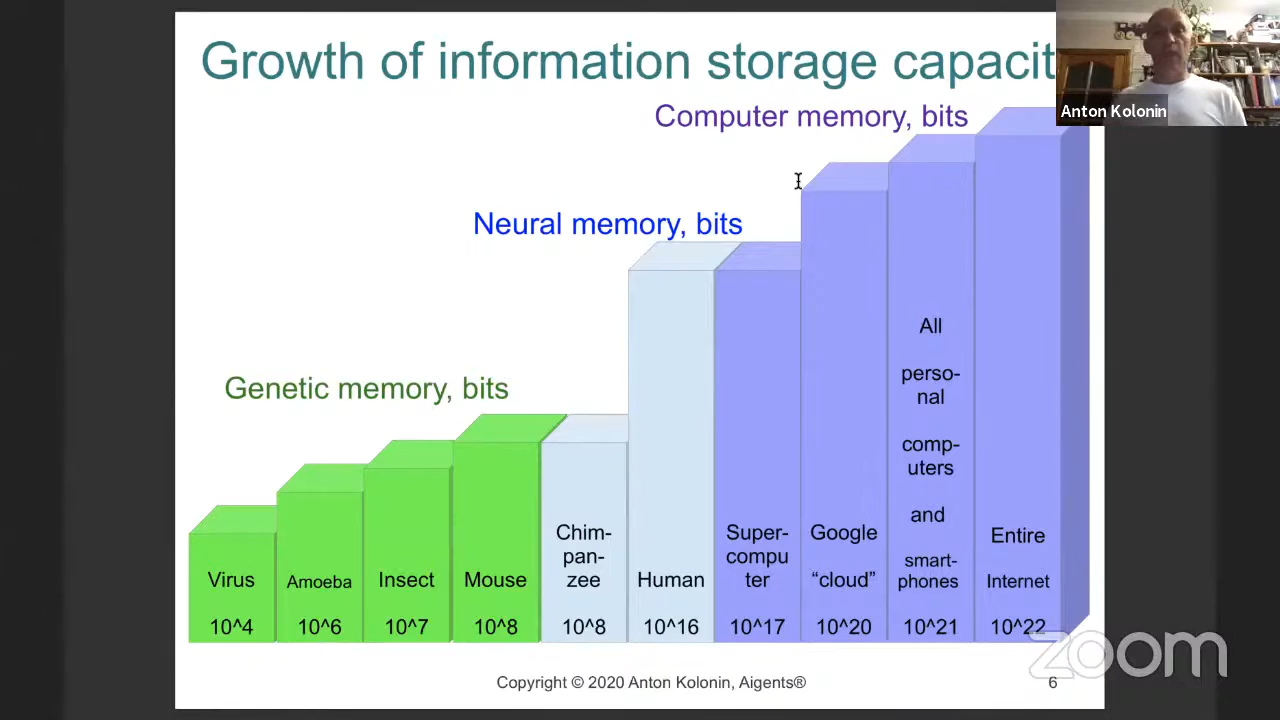 Growth of information storage capacit
Anton Kolonin
Computer memory, bits
Neural memory, bits
Genetic memory, bits
Virus
10^4
Amoeba
10^6
Insect
10^7
Mouse
10^8
Chim-
pan-
zee
10^8
Human
10^16
Super-
compu
ter
10^17
Google
“cloud”
10^20
All
perso-
nal
comp-
uters
and
smart-
phones
10^21
Entire
Internet
10^22
zoom
Copyright © 2020 Anton Kolonin, Aigents®
6